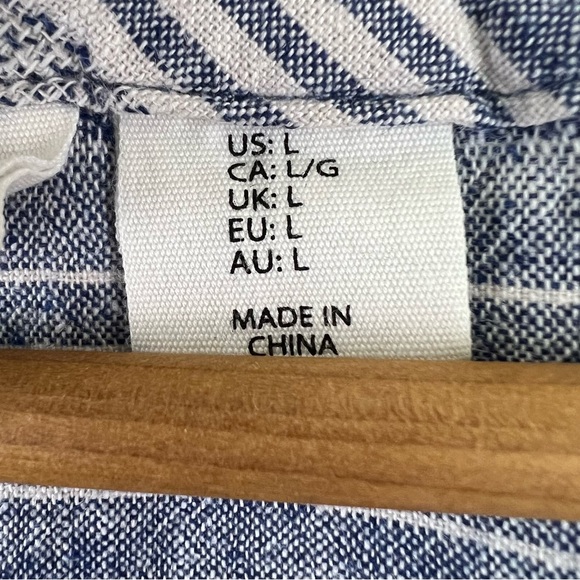 US: L
CA: L/G
UK: L
EU: L
AU: L
MADE IN
CHINA